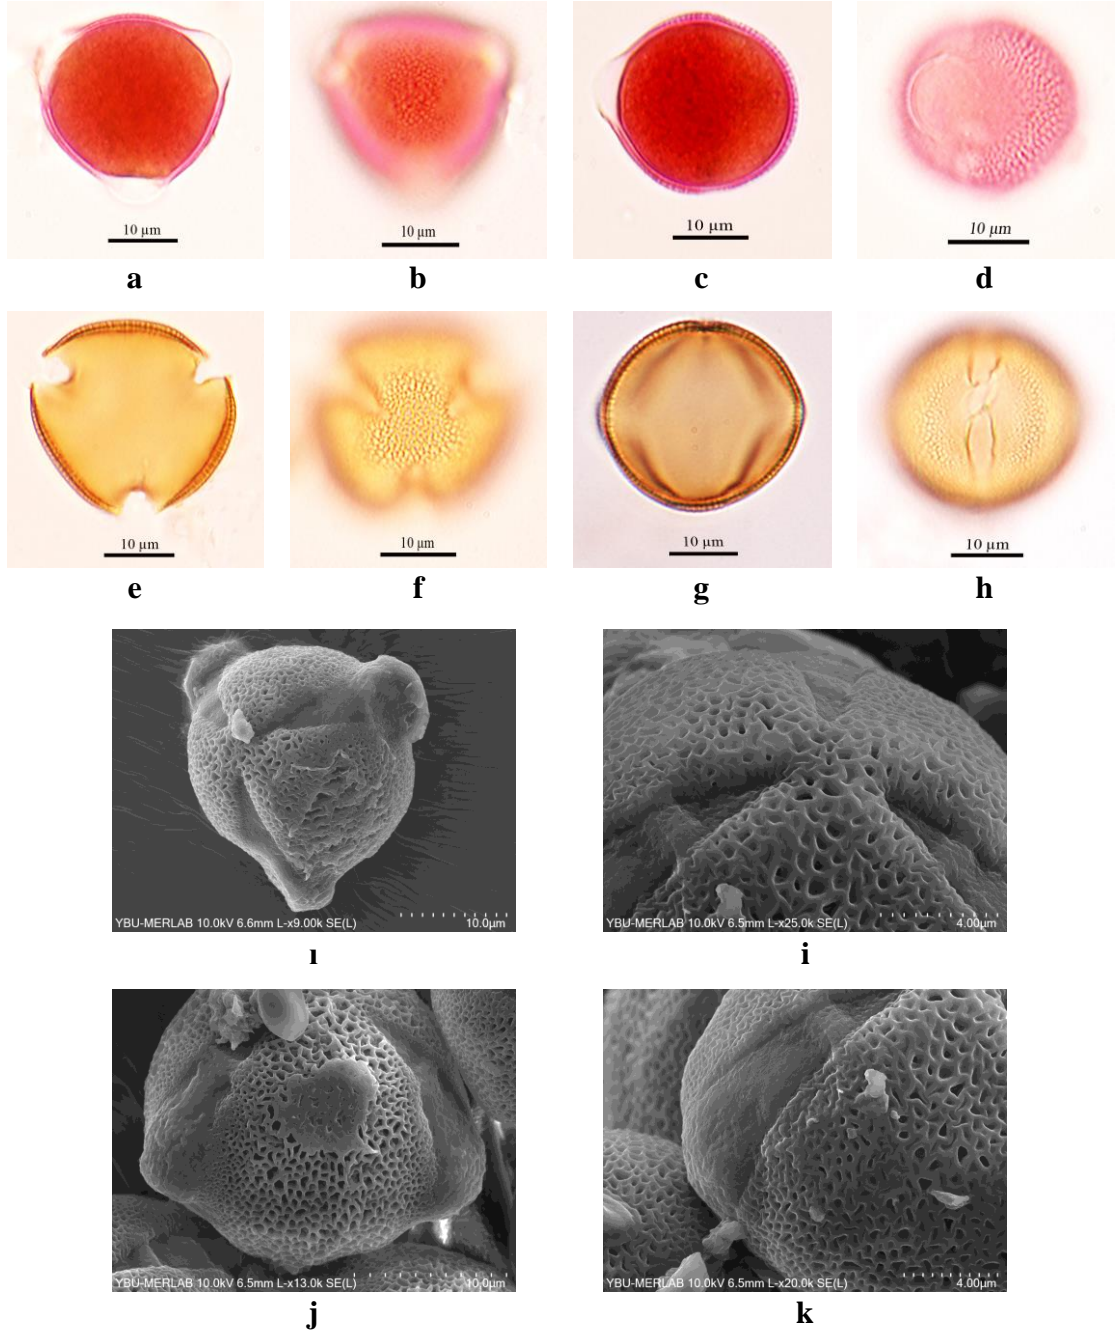 10 µm
10 µm
10 µm
10 µm
a
b
c
d
10 µm
10 µm
10 µm
10 µm
e
f
g
h
YBU-MERLAB 10.0kV 6.6mm L-x9.00k SE(L)
10.0µm
YBU-MERLAB 10.0kV 6.5mm L-x25.0k SE(L)
4.00µm
ı
i
YBU-MERLAB 10.0kV 6.5mm L-x13.0k SE(L)
10.0µm
YBU-MERLAB 10.0kV 6.5mm L-x20.0k SE(L)
4.00µm
j
k